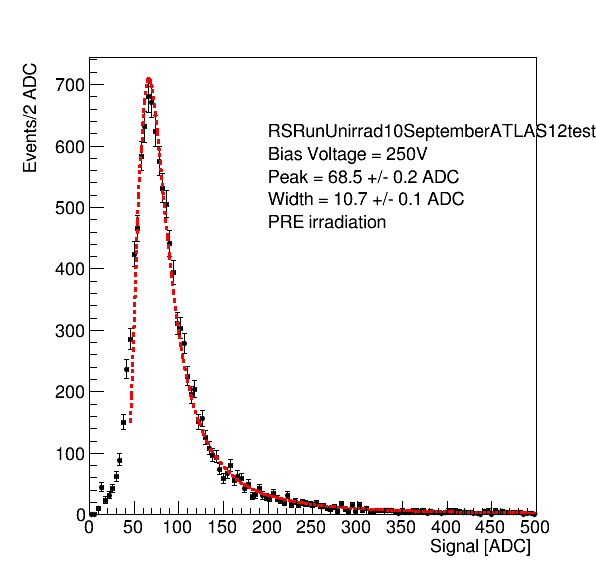 Events/2 ADC
700
600
500
400
300
200
100
0
RSRunUnirrad10SeptemberATLAS12test
Bias Voltage = 250V
Peak = 68.5 +/- 0.2 ADC
Width = 10.7 +/- 0.1 ADC
PRE irradiation
0 50 100 150 200 250 300 350 400 450 500
Signal [ADC]